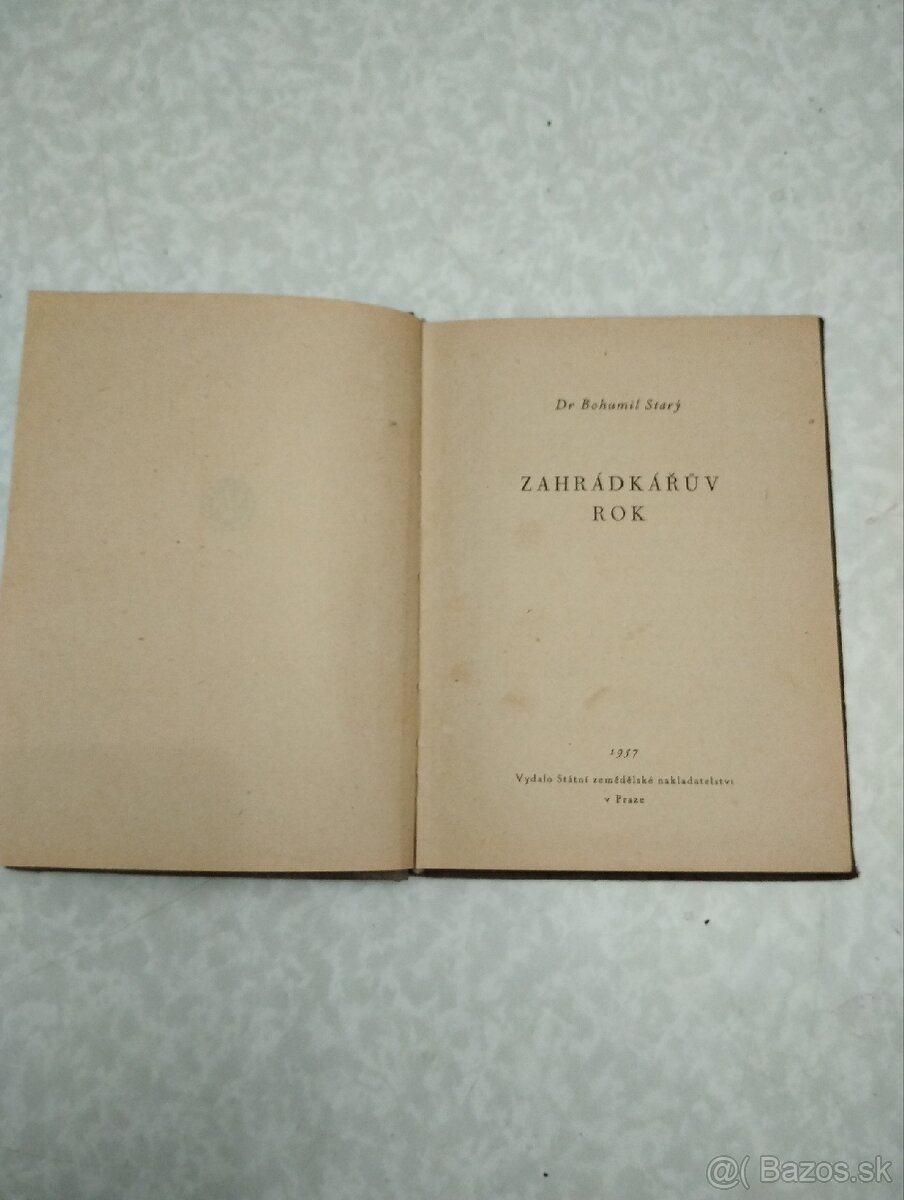 Dr Bohumil Starý
ZAHRÁDKÁŘŮV
ROK
1957
Vydalo Státní zemědělské nakladatelství
v Praze
@( Bazos.sk